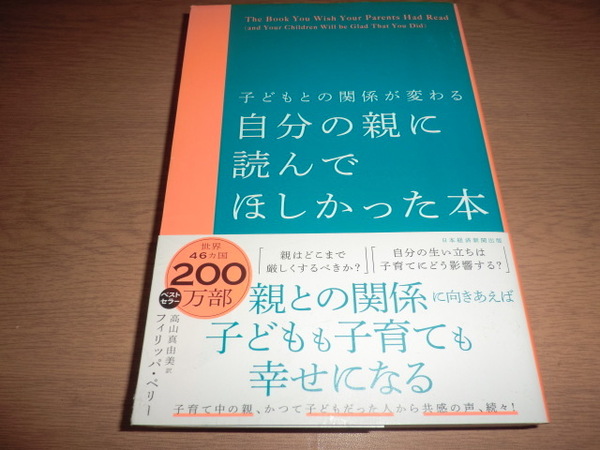 The Book You Wish Your Parents Had Read
(and Your Children Will be Glad That You Did)
子どもとの関係が変わる
自分の親に
読んで
ほしかった本
日本経済新聞出版
世界
46カ国
200
万部
ベスト
セラー
「親はどこまで
厳しくするべきか?」
「自分の生い立ちは
子育てにどう影響する?」
親との関係に向きあえば
子どもも子育ても
幸せになる
子育て中の親、かつて子どもだった人から共感の声、続々!
フィリッパ・ペリー
高山真由美 訳